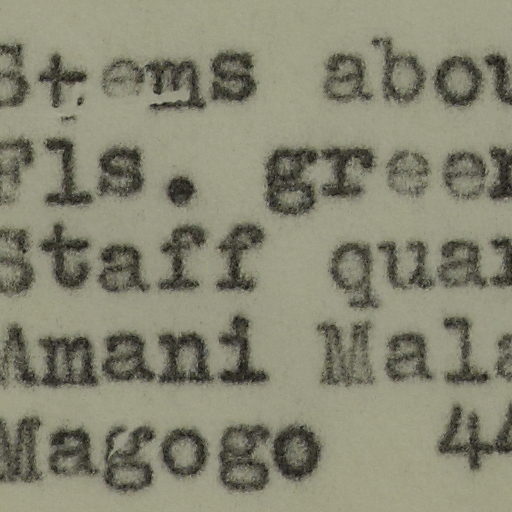 Stems abou
Fls. green
Staff quar
Amani Mala
Magogo 44